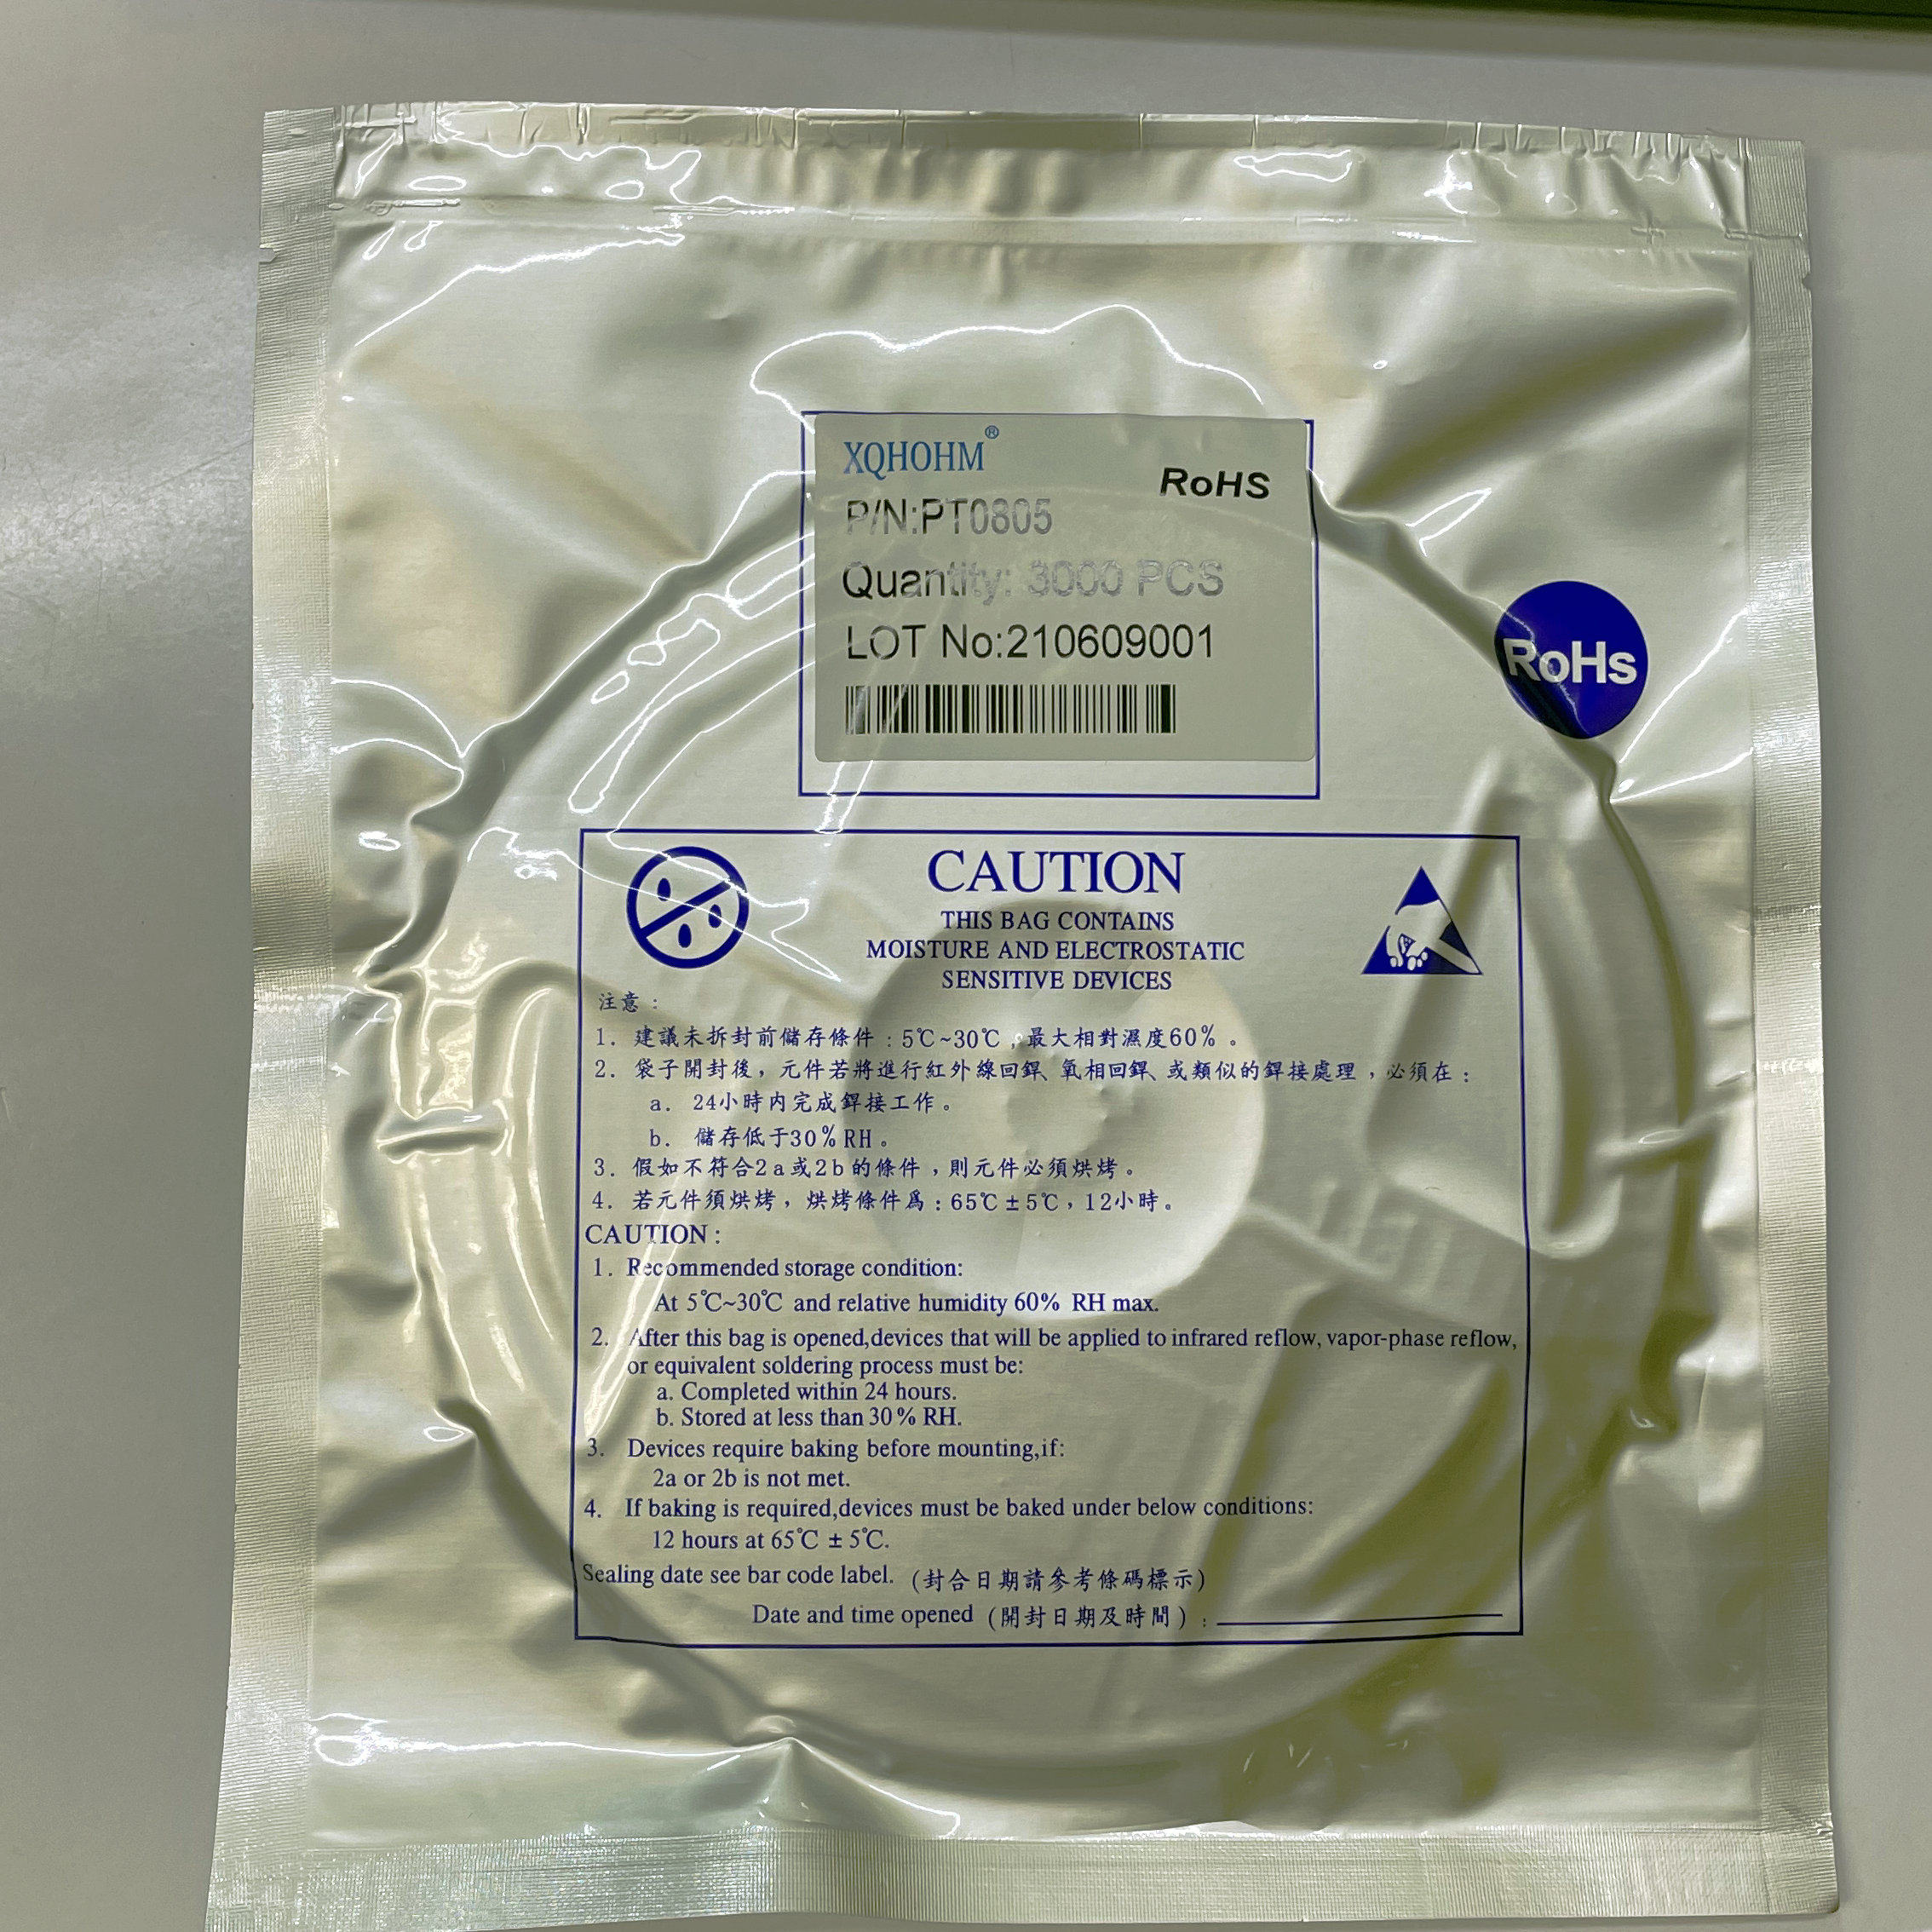 XQHOHM®
RoHS
P/N:PT0805
Quantity: 3000 PCS
LOT No:210609001
RoHs
CAUTION
THIS BAG CONTAINS
MOISTURE AND ELECTROSTATIC
SENSITIVE DEVICES
注意：
1. 建議未拆封前儲存條件：5℃~30℃，最大相對濕度60%。
2. 袋子開封後，元件若將進行紅外線回銲、氧相回銲、或類似的銲接處理，必須在：
a. 24小時内完成銲接工作。
b. 儲存低于30% RH。
3. 假如不符合2a或2b的條件，則元件必須烘烤。
4. 若元件須烘烤，烘烤條件爲：65℃±5℃，12小時。
CAUTION:
1. Recommended storage condition:
At 5℃~30℃ and relative humidity 60% RH max.
2. After this bag is opened,devices that will be applied to infrared reflow, vapor-phase reflow,
or equivalent soldering process must be:
a. Completed within 24 hours.
b. Stored at less than 30% RH.
3. Devices require baking before mounting,if:
2a or 2b is not met.
4. If baking is required,devices must be baked under below conditions:
12 hours at 65℃ ± 5℃.
Sealing date see bar code label. (封合日期請參考條碼標示)
Date and time opened (開封日期及時間)：